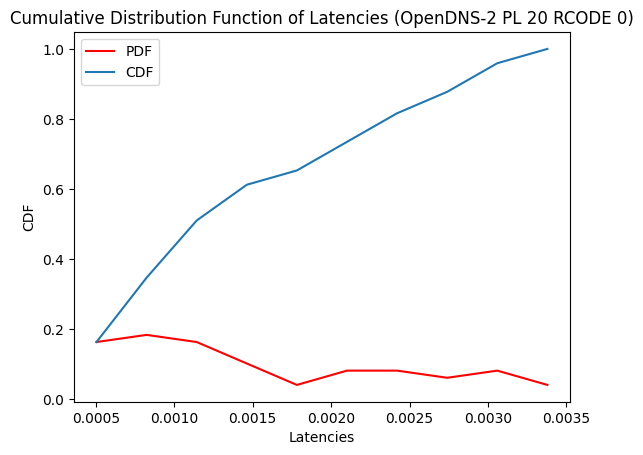 Cumulative Distribution Function of Latencies (OpenDNS-2 PL 20 RCODE 0)
PDF
CDF
1.0
0.8
0.6
0.4
0.2
0.0
CDF
0.0005
0.0010
0.0015
0.0020
0.0025
0.0030
0.0035
Latencies